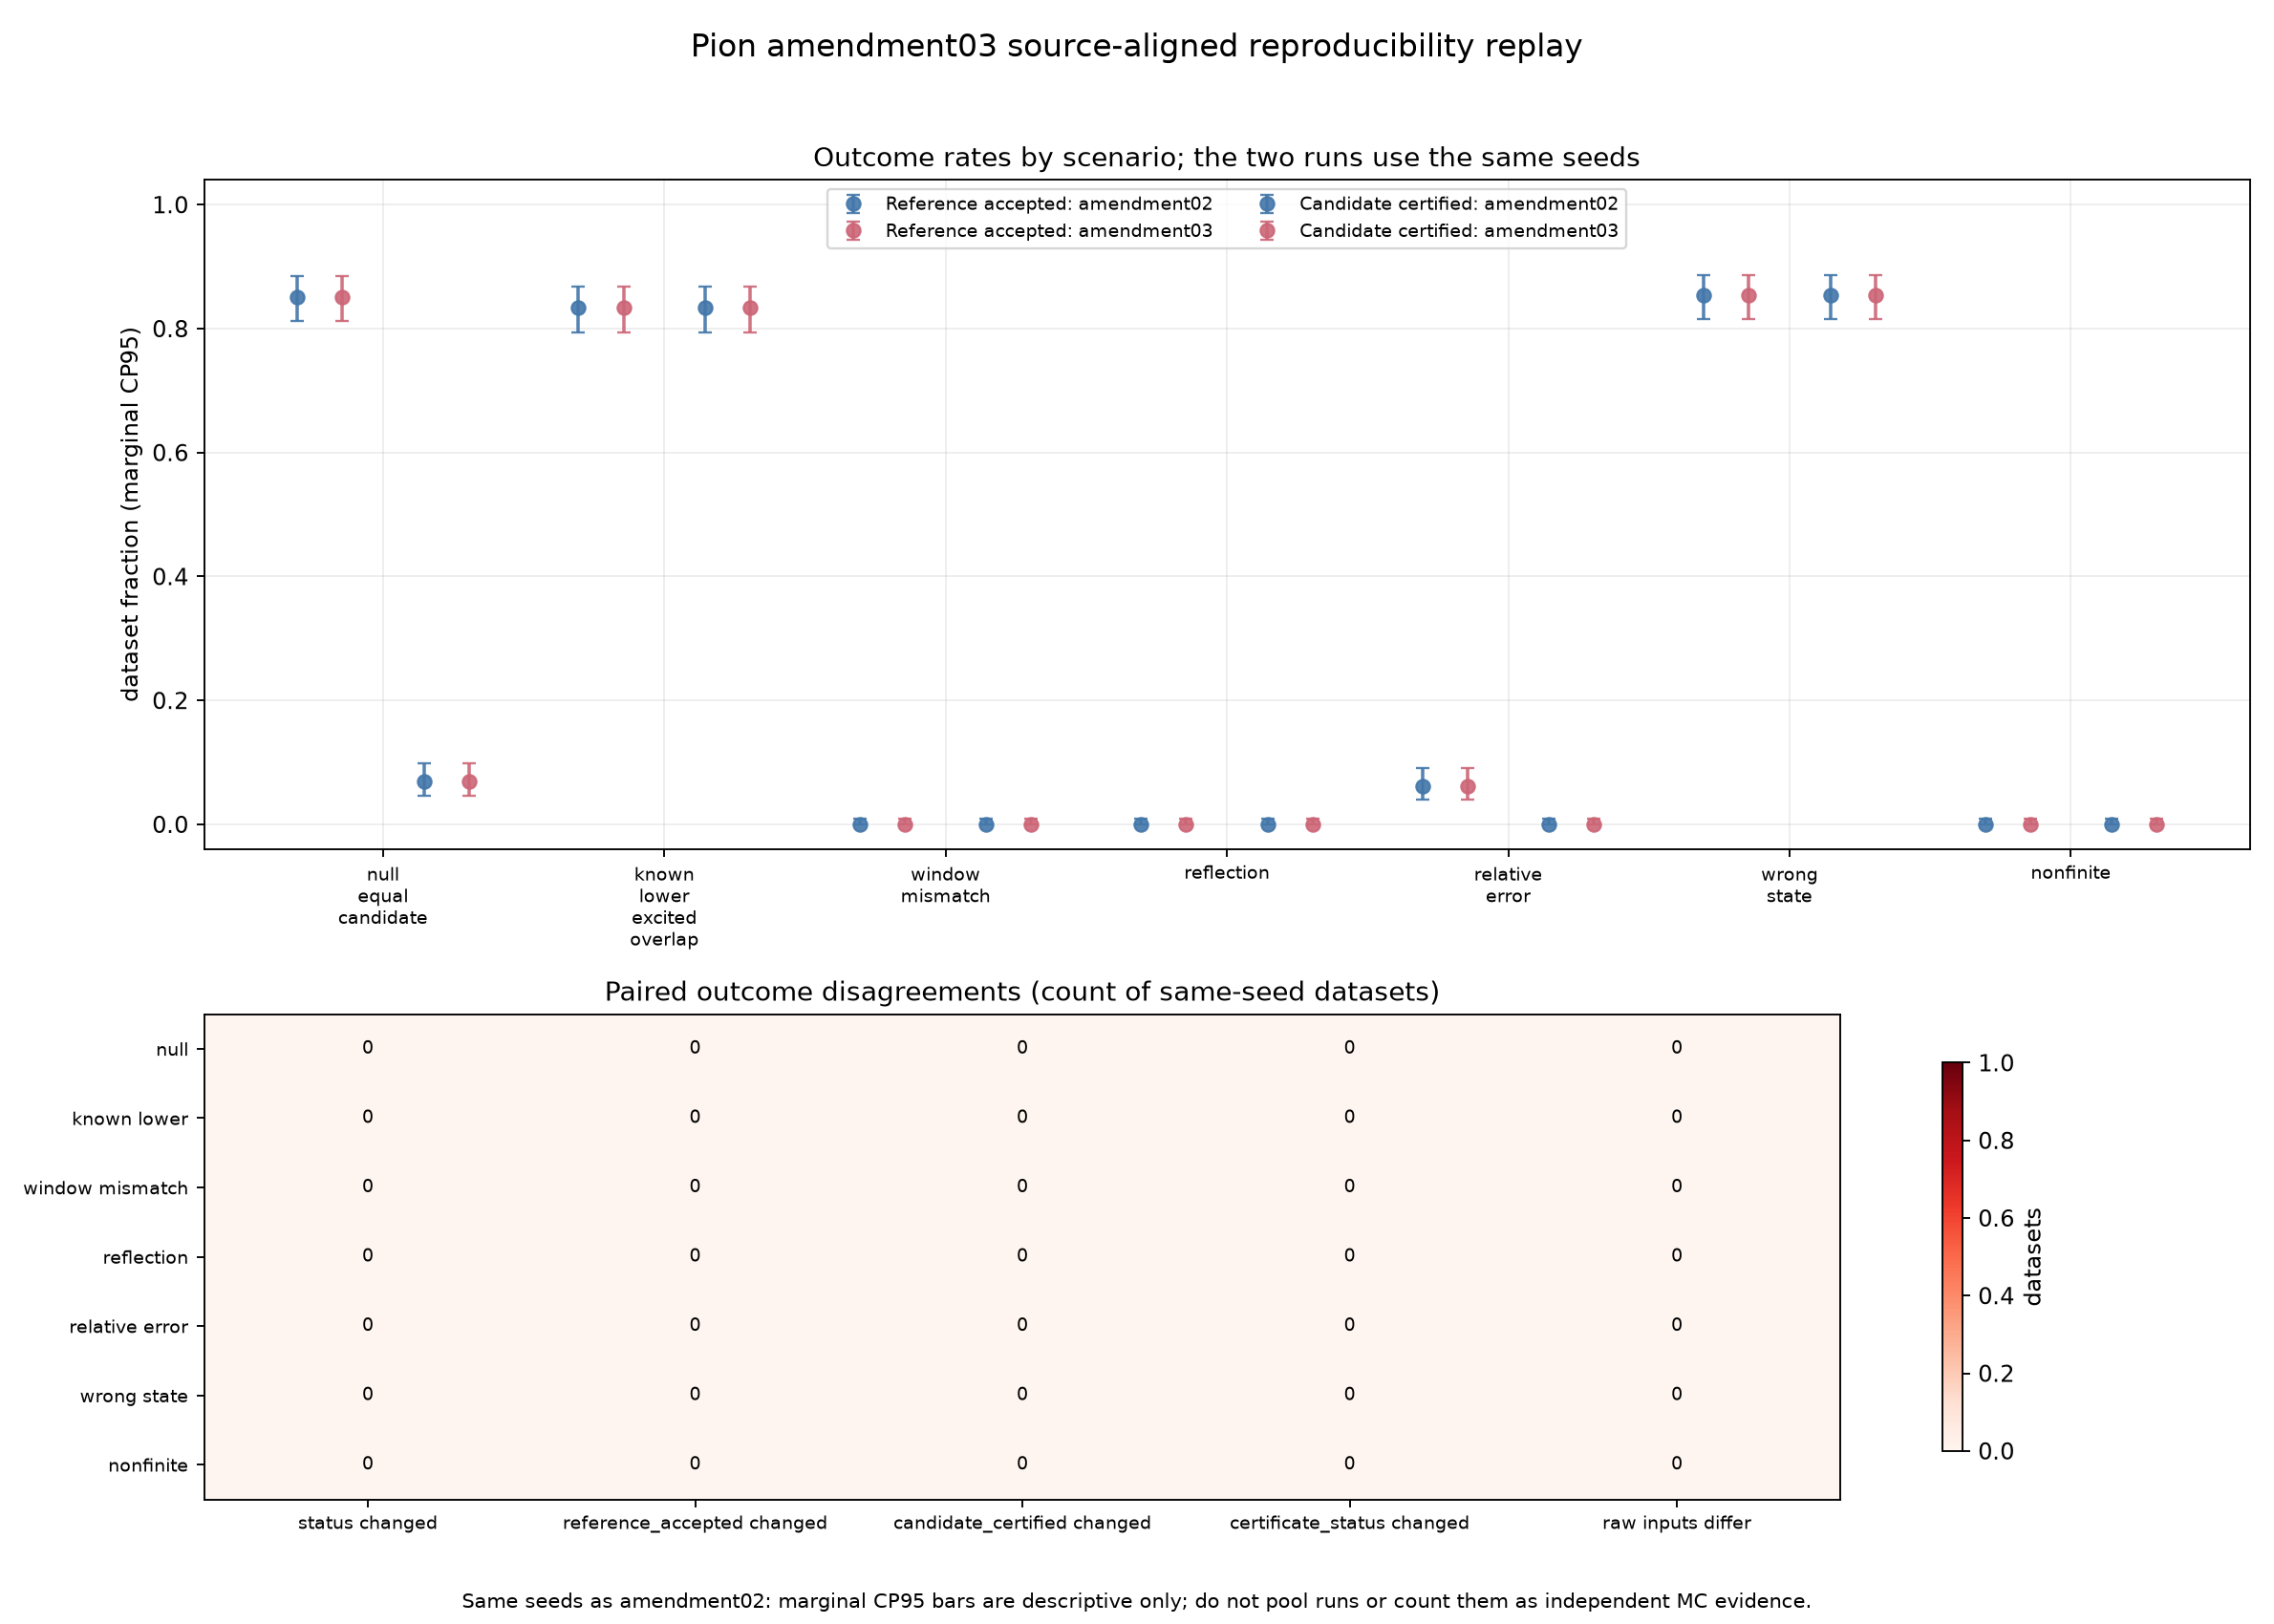 Pion amendment03 source-aligned reproducibility replay
Outcome rates by scenario; the two runs use the same seeds
Reference accepted: amendment02
Reference accepted: amendment03
Candidate certified: amendment02
Candidate certified: amendment03
dataset fraction (marginal CP95)
1.0
0.8
0.6
0.4
0.2
0.0
null
equal
candidate
known
lower
excited
overlap
window
mismatch
reflection
relative
error
wrong
state
nonfinite
Paired outcome disagreements (count of same-seed datasets)
null 0 0 0 0 0
known lower 0 0 0 0 0
window mismatch 0 0 0 0 0
reflection 0 0 0 0 0
relative error 0 0 0 0 0
wrong state 0 0 0 0 0
nonfinite 0 0 0 0 0
status changed
reference_accepted changed
candidate_certified changed
certificate_status changed
raw inputs differ
1.0
0.8
0.6
0.4
0.2
0.0
datasets
Same seeds as amendment02: marginal CP95 bars are descriptive only; do not pool runs or count them as independent MC evidence.